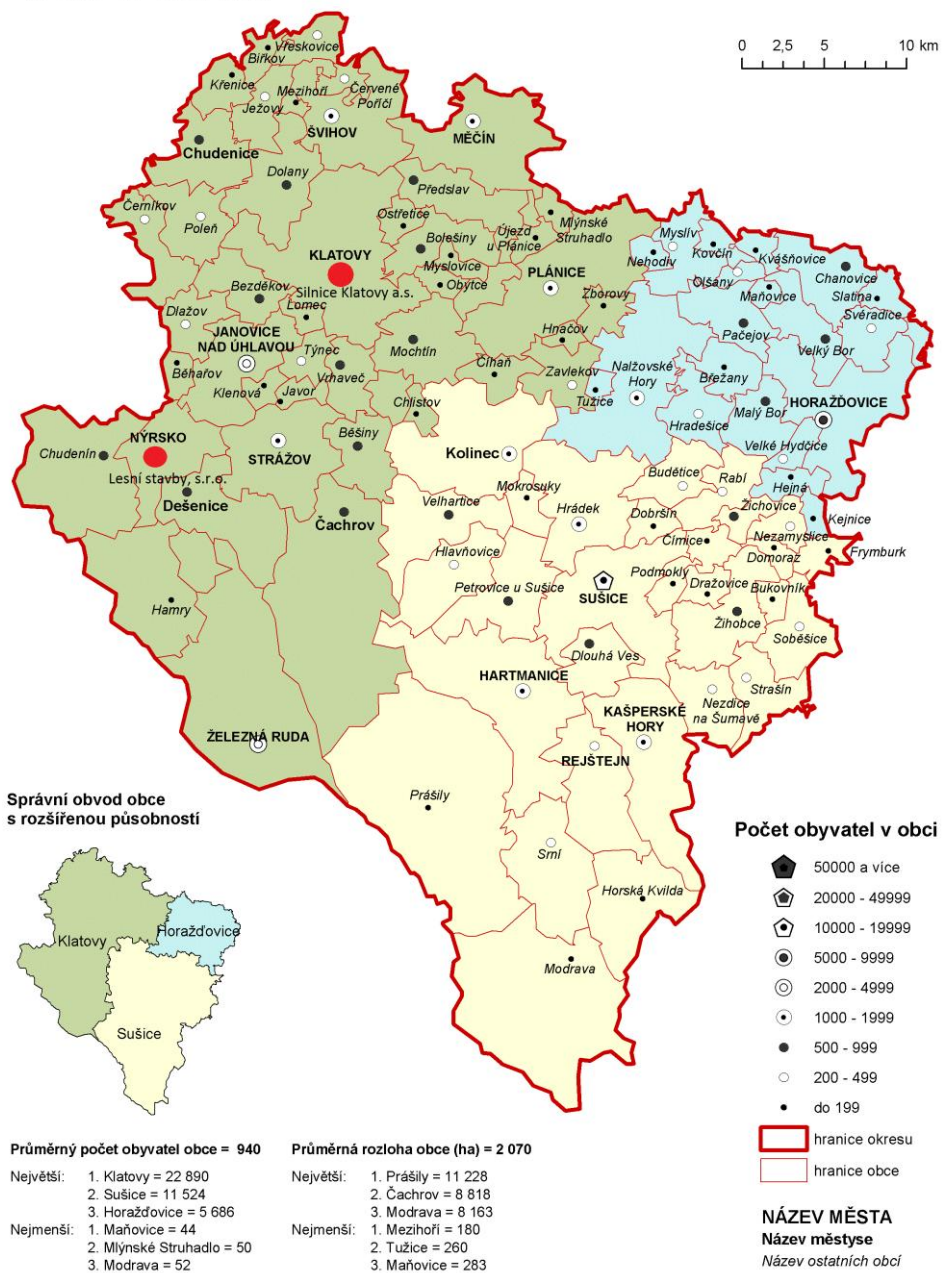 0 2,5 5 10 km
Vřeskovice
Biřkov
Křenice
Ježovy
Mezihoří
Červené
Poříčí
ŠVIHOV
MĚČÍN
Chudenice
Dolany
Předslav
Černíkov
Poleň
Ostřetice
Bolešiny
Myslovice
Obytce
Újezd
u Plánice
Mlýnské
Struhadlo
KLATOVY
Silnice Klatovy a.s.
Bezděkov
Lomec
PLÁNICE
Zborovy
Nehodiv
Myslív
Kovčín
Kvášňovice
Olšany
Maňovice
Chanovice
Slatina
Svéradice
Dlažov
JANOVICE
NAD ÚHLAVOU
Týnec
Vrhaveč
Mochtín
Hnačov
Číhaň
Zavlekov
Tužice
Nalžovské
Hory
Pačejov
Velký Bor
Břežany
Malý Bor
HORAŽĎOVICE
Hradešice
Velké Hydčice
Hejná
Kejnice
Běhařov
Klenová
Javor
Chlistov
NÝRSKO
Chudenín
Lesní stavby, s.r.o.
Dešenice
STRÁŽOV
Běšiny
Čachrov
Kolinec
Mokrosuky
Velhartice
Hrádek
Budětice
Rabí
Dobršín
Žichovice
Nezamyslice
Čímice
Domoraz
Frymburk
Hlavňovice
Petrovice u Sušice
SUŠICE
Podmokly
Dražovice
Bukovník
Žihobce
Soběšice
Hamry
Dlouhá Ves
HARTMANICE
KAŠPERSKÉ
HORY
Nezdice
na Šumavě
Strašín
REJŠTEJN
ŽELEZNÁ RUDA
Prášily
Srní
Horská Kvilda
Modrava
Správní obvod obce
s rozšířenou působností
Klatovy
Horažďovice
Sušice
Počet obyvatel v obci
50000 a více
20000 - 49999
10000 - 19999
5000 - 9999
2000 - 4999
1000 - 1999
500 - 999
200 - 499
do 199
hranice okresu
hranice obce
NÁZEV MĚSTA
Název městyse
Název ostatních obcí
Průměrný počet obyvatel obce = 940
Největší: 1. Klatovy = 22 890
2. Sušice = 11 524
3. Horažďovice = 5 686
Nejmenší: 1. Maňovice = 44
2. Mlýnské Struhadlo = 50
3. Modrava = 52
Průměrná rozloha obce (ha) = 2 070
Největší: 1. Prášily = 11 228
2. Čachrov = 8 818
3. Modrava = 8 163
Nejmenší: 1. Mezihoří = 180
2. Tužice = 260
3. Maňovice = 283